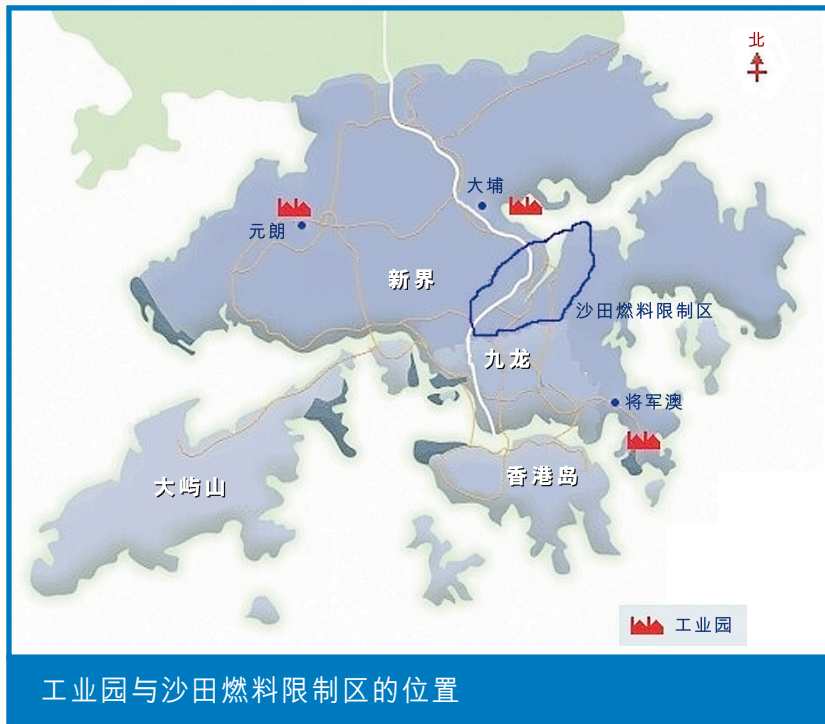 北
大埔
元朗
新界
沙田燃料限制区
九龙
将军澳
大屿山
香港岛
工业园
工业园与沙田燃料限制区的位置